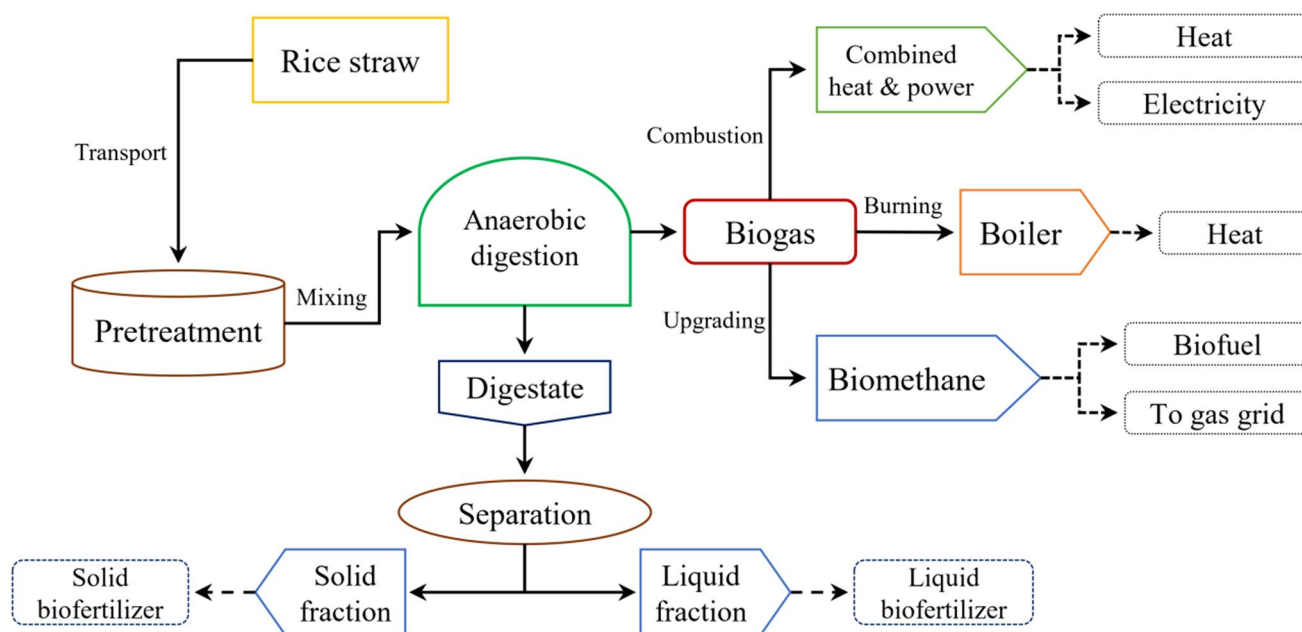 Rice straw
Transport
Pretreatment
Mixing
Anaerobic
digestion
Biogas
Combustion
Combined
heat & power
Heat
Electricity
Burning
Boiler
Heat
Upgrading
Biomethane
Biofuel
To gas grid
Digestate
Separation
Solid
fraction
Solid
biofertilizer
Liquid
fraction
Liquid
biofertilizer